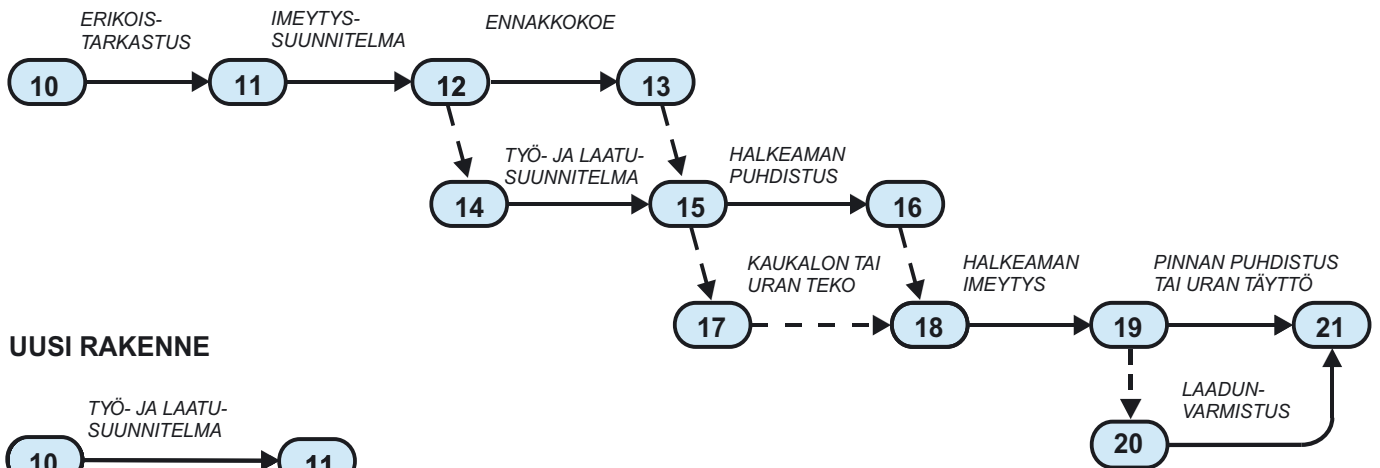 ERIKOIS-
TARKASTUS
IMEYTYS-
SUUNNITELMA
ENNAKKOKOE
10
11
12
13
TYÖ- JA LAATU-
SUUNNITELMA
HALKEAMAN
PUHDISTUS
14
15
16
KAUKALON TAI
URAN TEKO
HALKEAMAN
IMEYTYS
PINNAN PUHDISTUS
TAI URAN TÄYTTÖ
17
18
19
21
LAADUN-
VARMISTUS
20
UUSI RAKENNE
TYÖ- JA LAATU-
SUUNNITELMA
10
11